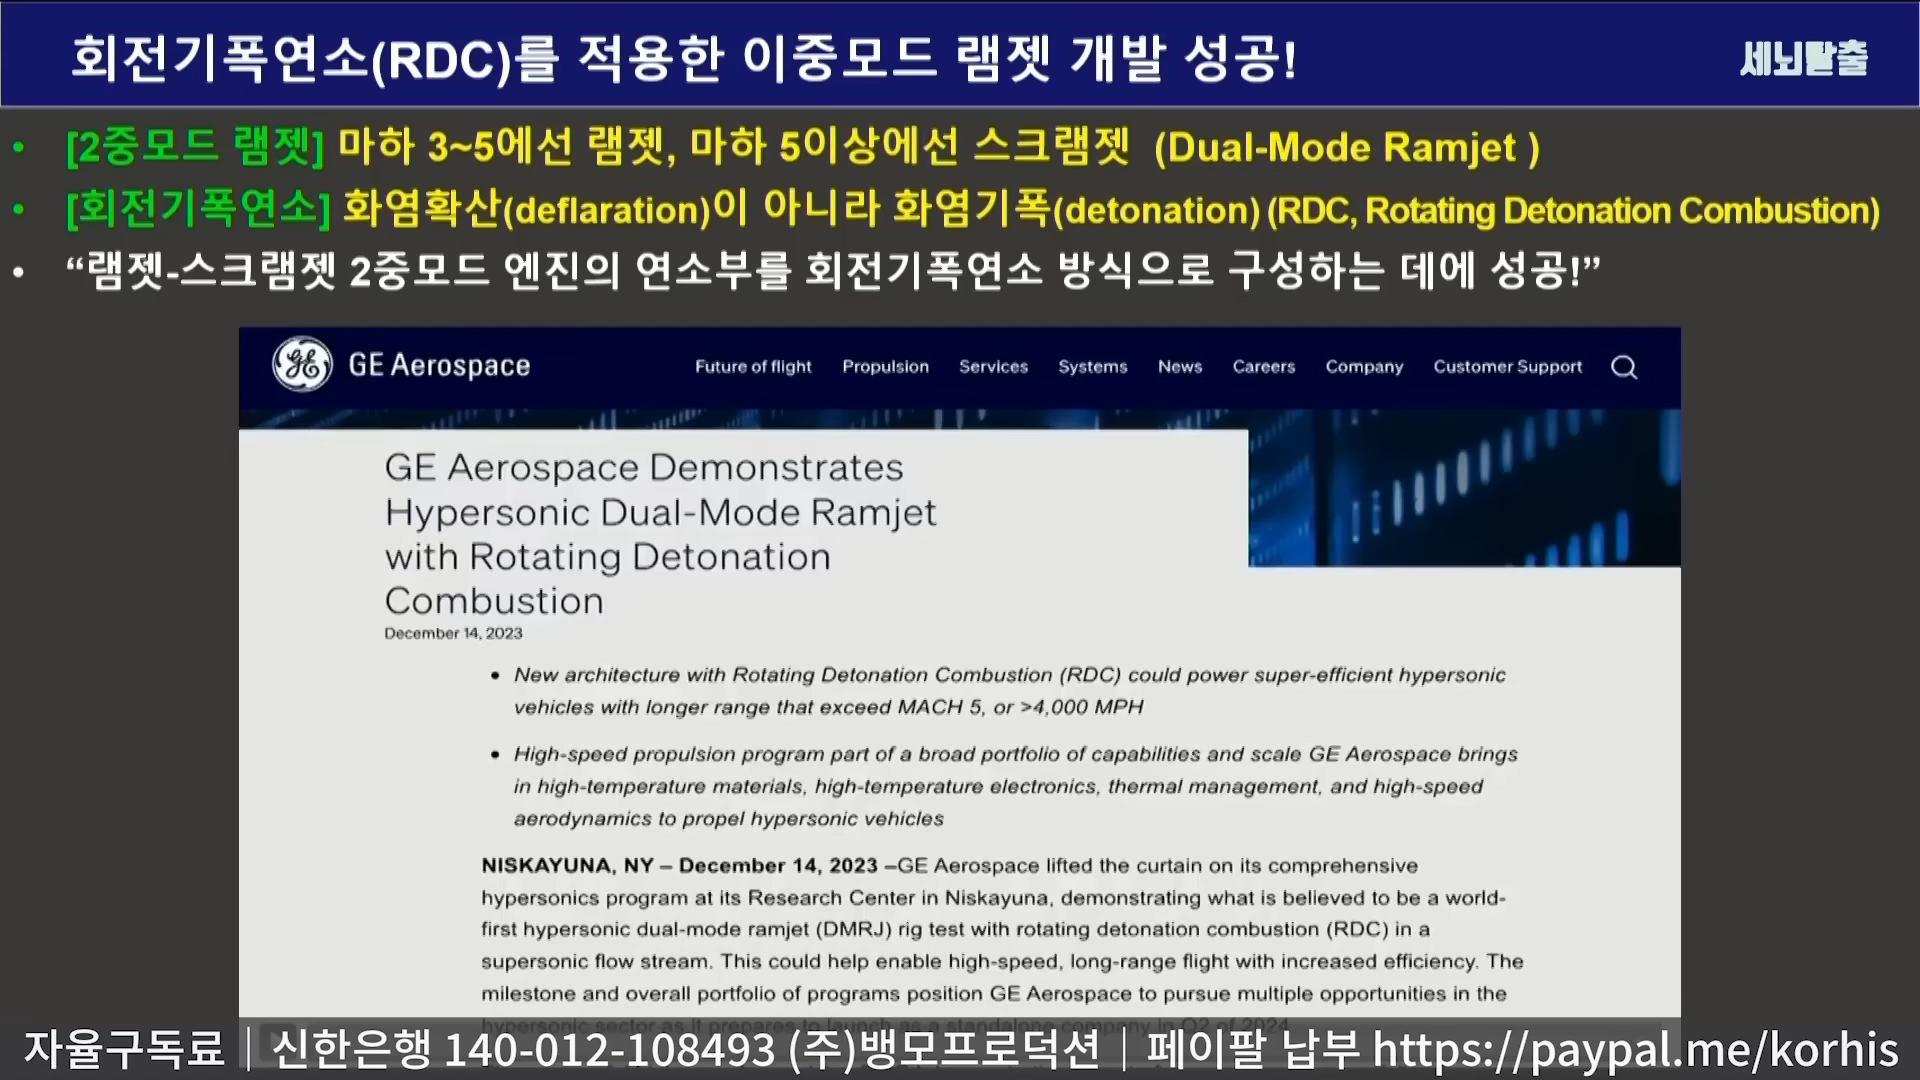 회전기폭연소(RDC)를 적용한 이중모드 램젯 개발 성공!
세뇌탈출
• [2중모드 램젯] 마하 3~5에선 램젯, 마하 5이상에선 스크램젯 (Dual-Mode Ramjet )
• [회전기폭연소] 화염확산(deflaration)이 아니라 화염기폭(detonation) (RDC, Rotating Detonation Combustion)
• “램젯-스크램젯 2중모드 엔진의 연소부를 회전기폭연소 방식으로 구성하는 데에 성공!”
GE Aerospace
Future of flight Propulsion Services Systems News Careers Company Customer Support
GE Aerospace Demonstrates
Hypersonic Dual-Mode Ramjet
with Rotating Detonation
Combustion
December 14, 2023
• New architecture with Rotating Detonation Combustion (RDC) could power super-efficient hypersonic
vehicles with longer range that exceed MACH 5, or >4,000 MPH
• High-speed propulsion program part of a broad portfolio of capabilities and scale GE Aerospace brings
in high-temperature materials, high-temperature electronics, thermal management, and high-speed
aerodynamics to propel hypersonic vehicles
NISKAYUNA, NY – December 14, 2023 –GE Aerospace lifted the curtain on its comprehensive
hypersonics program at its Research Center in Niskayuna, demonstrating what is believed to be a world-
first hypersonic dual-mode ramjet (DMRJ) rig test with rotating detonation combustion (RDC) in a
supersonic flow stream. This could help enable high-speed, long-range flight with increased efficiency. The
milestone and overall portfolio of programs position GE Aerospace to pursue multiple opportunities in the
hypersonic sector as it prepares to launch as a standalone company in Q2 of 2024.
자율구독료｜신한은행 140-012-108493 (주)뱅모프로덕션｜페이팔 납부 https://paypal.me/korhis